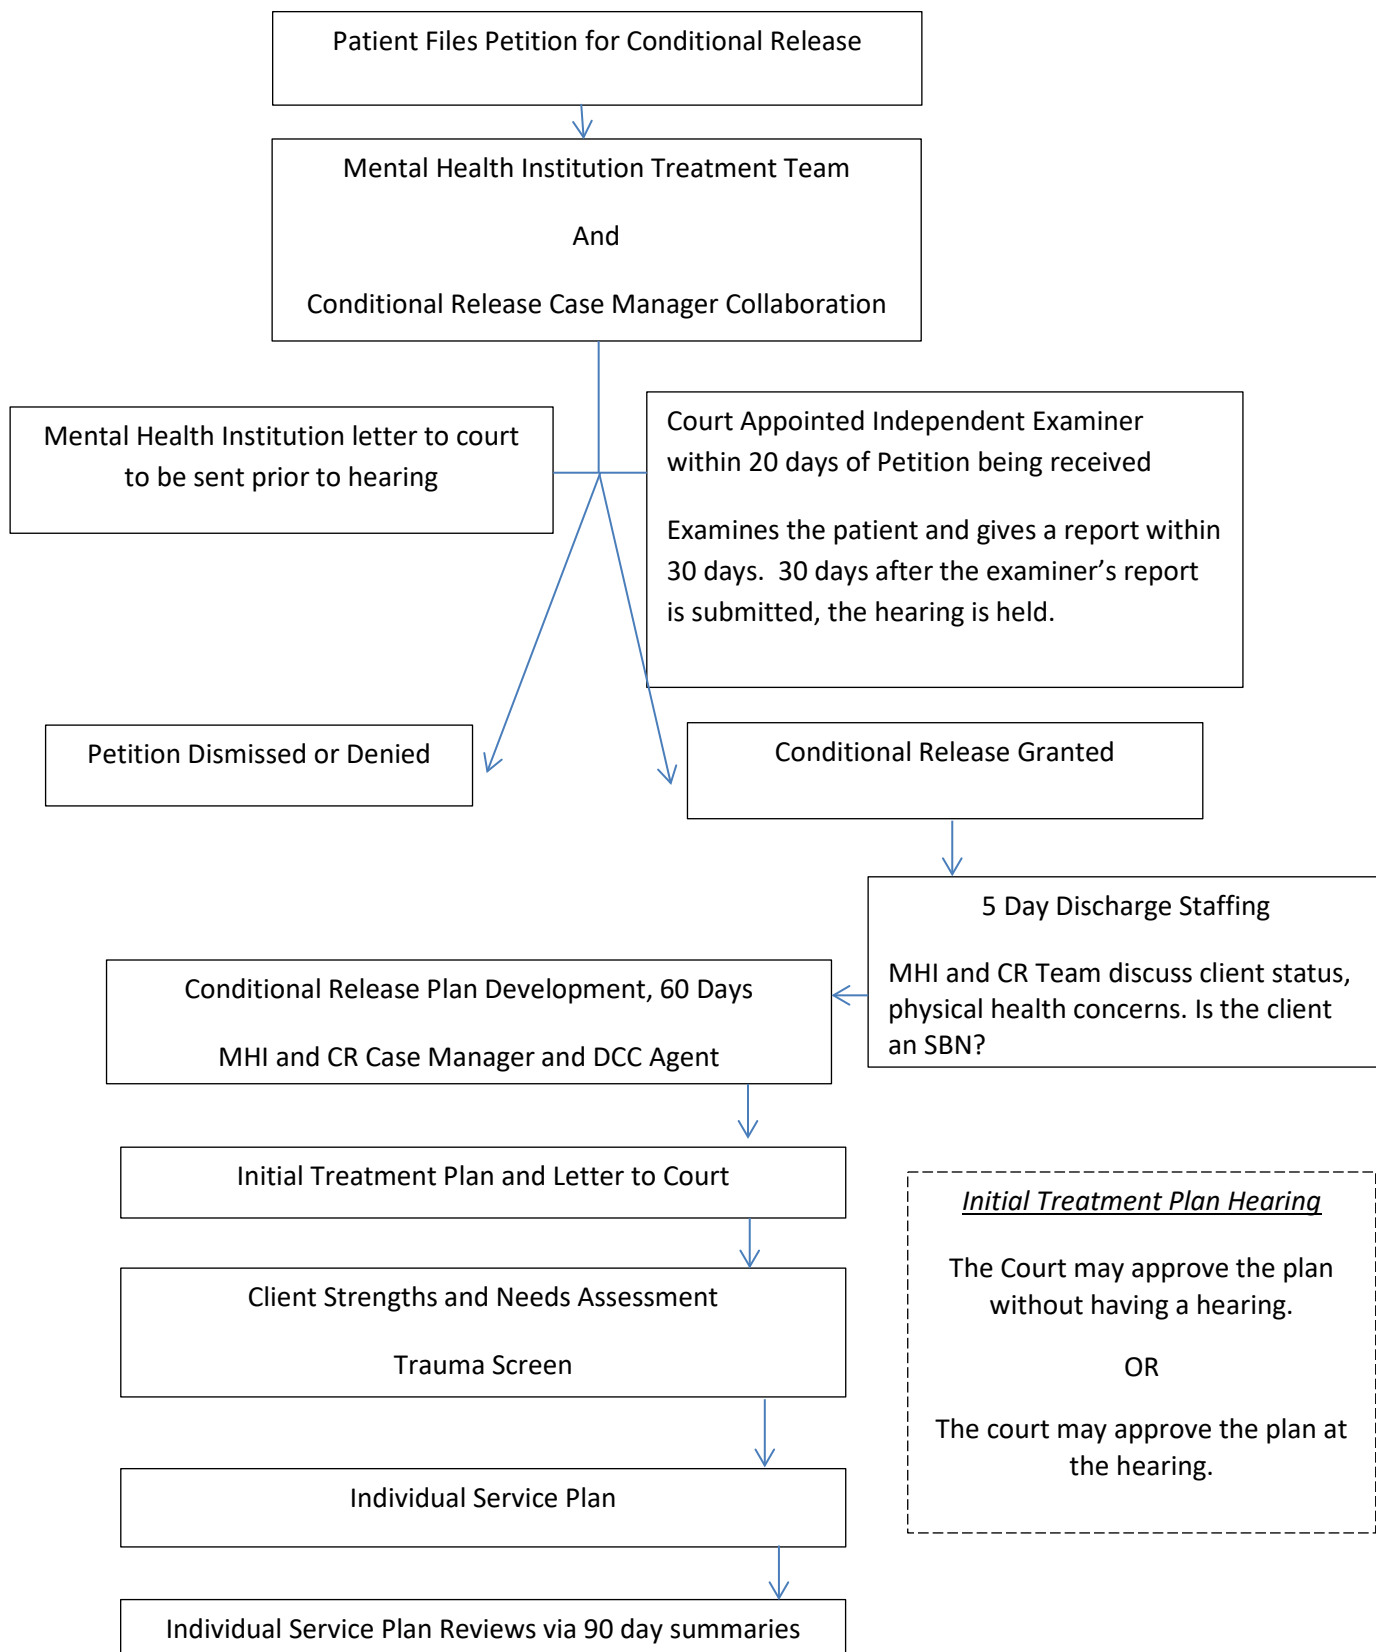 Patient Files Petition for Conditional Release
Mental Health Institution Treatment Team
And
Conditional Release Case Manager Collaboration
Mental Health Institution letter to court
to be sent prior to hearing
Court Appointed Independent Examiner
within 20 days of Petition being received
Examines the patient and gives a report within
30 days.  30 days after the examiner’s report
is submitted, the hearing is held.
Petition Dismissed or Denied
Conditional Release Granted
5 Day Discharge Staffing
MHI and CR Team discuss client status,
physical health concerns. Is the client
an SBN?
Conditional Release Plan Development, 60 Days
MHI and CR Case Manager and DCC Agent
Initial Treatment Plan and Letter to Court
Initial Treatment Plan Hearing
The Court may approve the plan
without having a hearing.
OR
The court may approve the plan at
the hearing.
Client Strengths and Needs Assessment
Trauma Screen
Individual Service Plan
Individual Service Plan Reviews via 90 day summaries